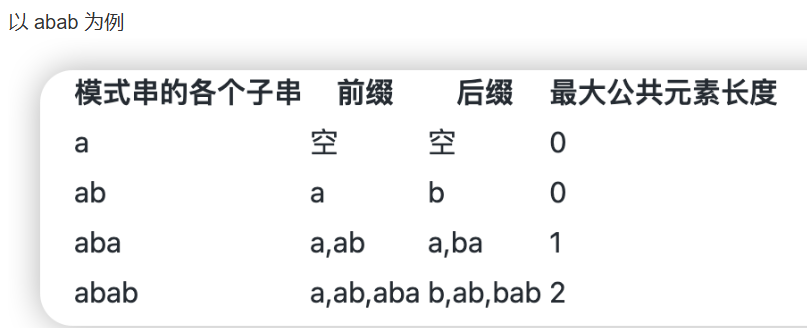 以 abab 为例
模式串的各个子串 前缀 后缀 最大公共元素长度
a 空 空 0
ab a b 0
aba a,ab a,ba 1
abab a,ab,aba b,ab,bab 2